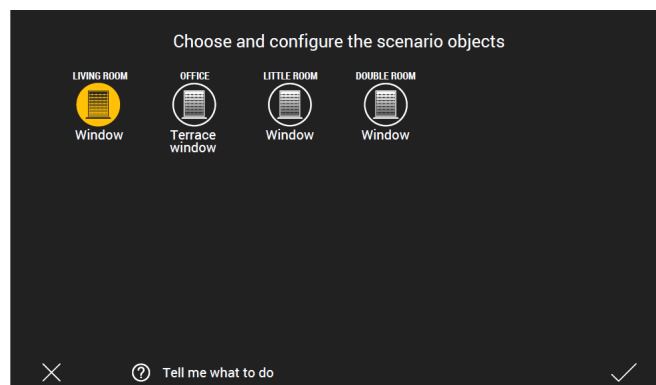 Choose and configure the scenario objects
LIVING ROOM
Window
OFFICE
Terrace
window
LITTLE ROOM
Window
DOUBLE ROOM
Window
? Tell me what to do